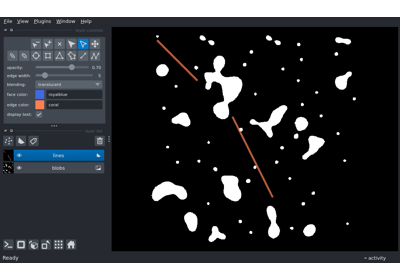 File View Plugins Window Help
opacity: 0.70
edge width: 5
blending: translucent
face color: royalblue
edge color: coral
display text:
lines
blobs
Ready
activity